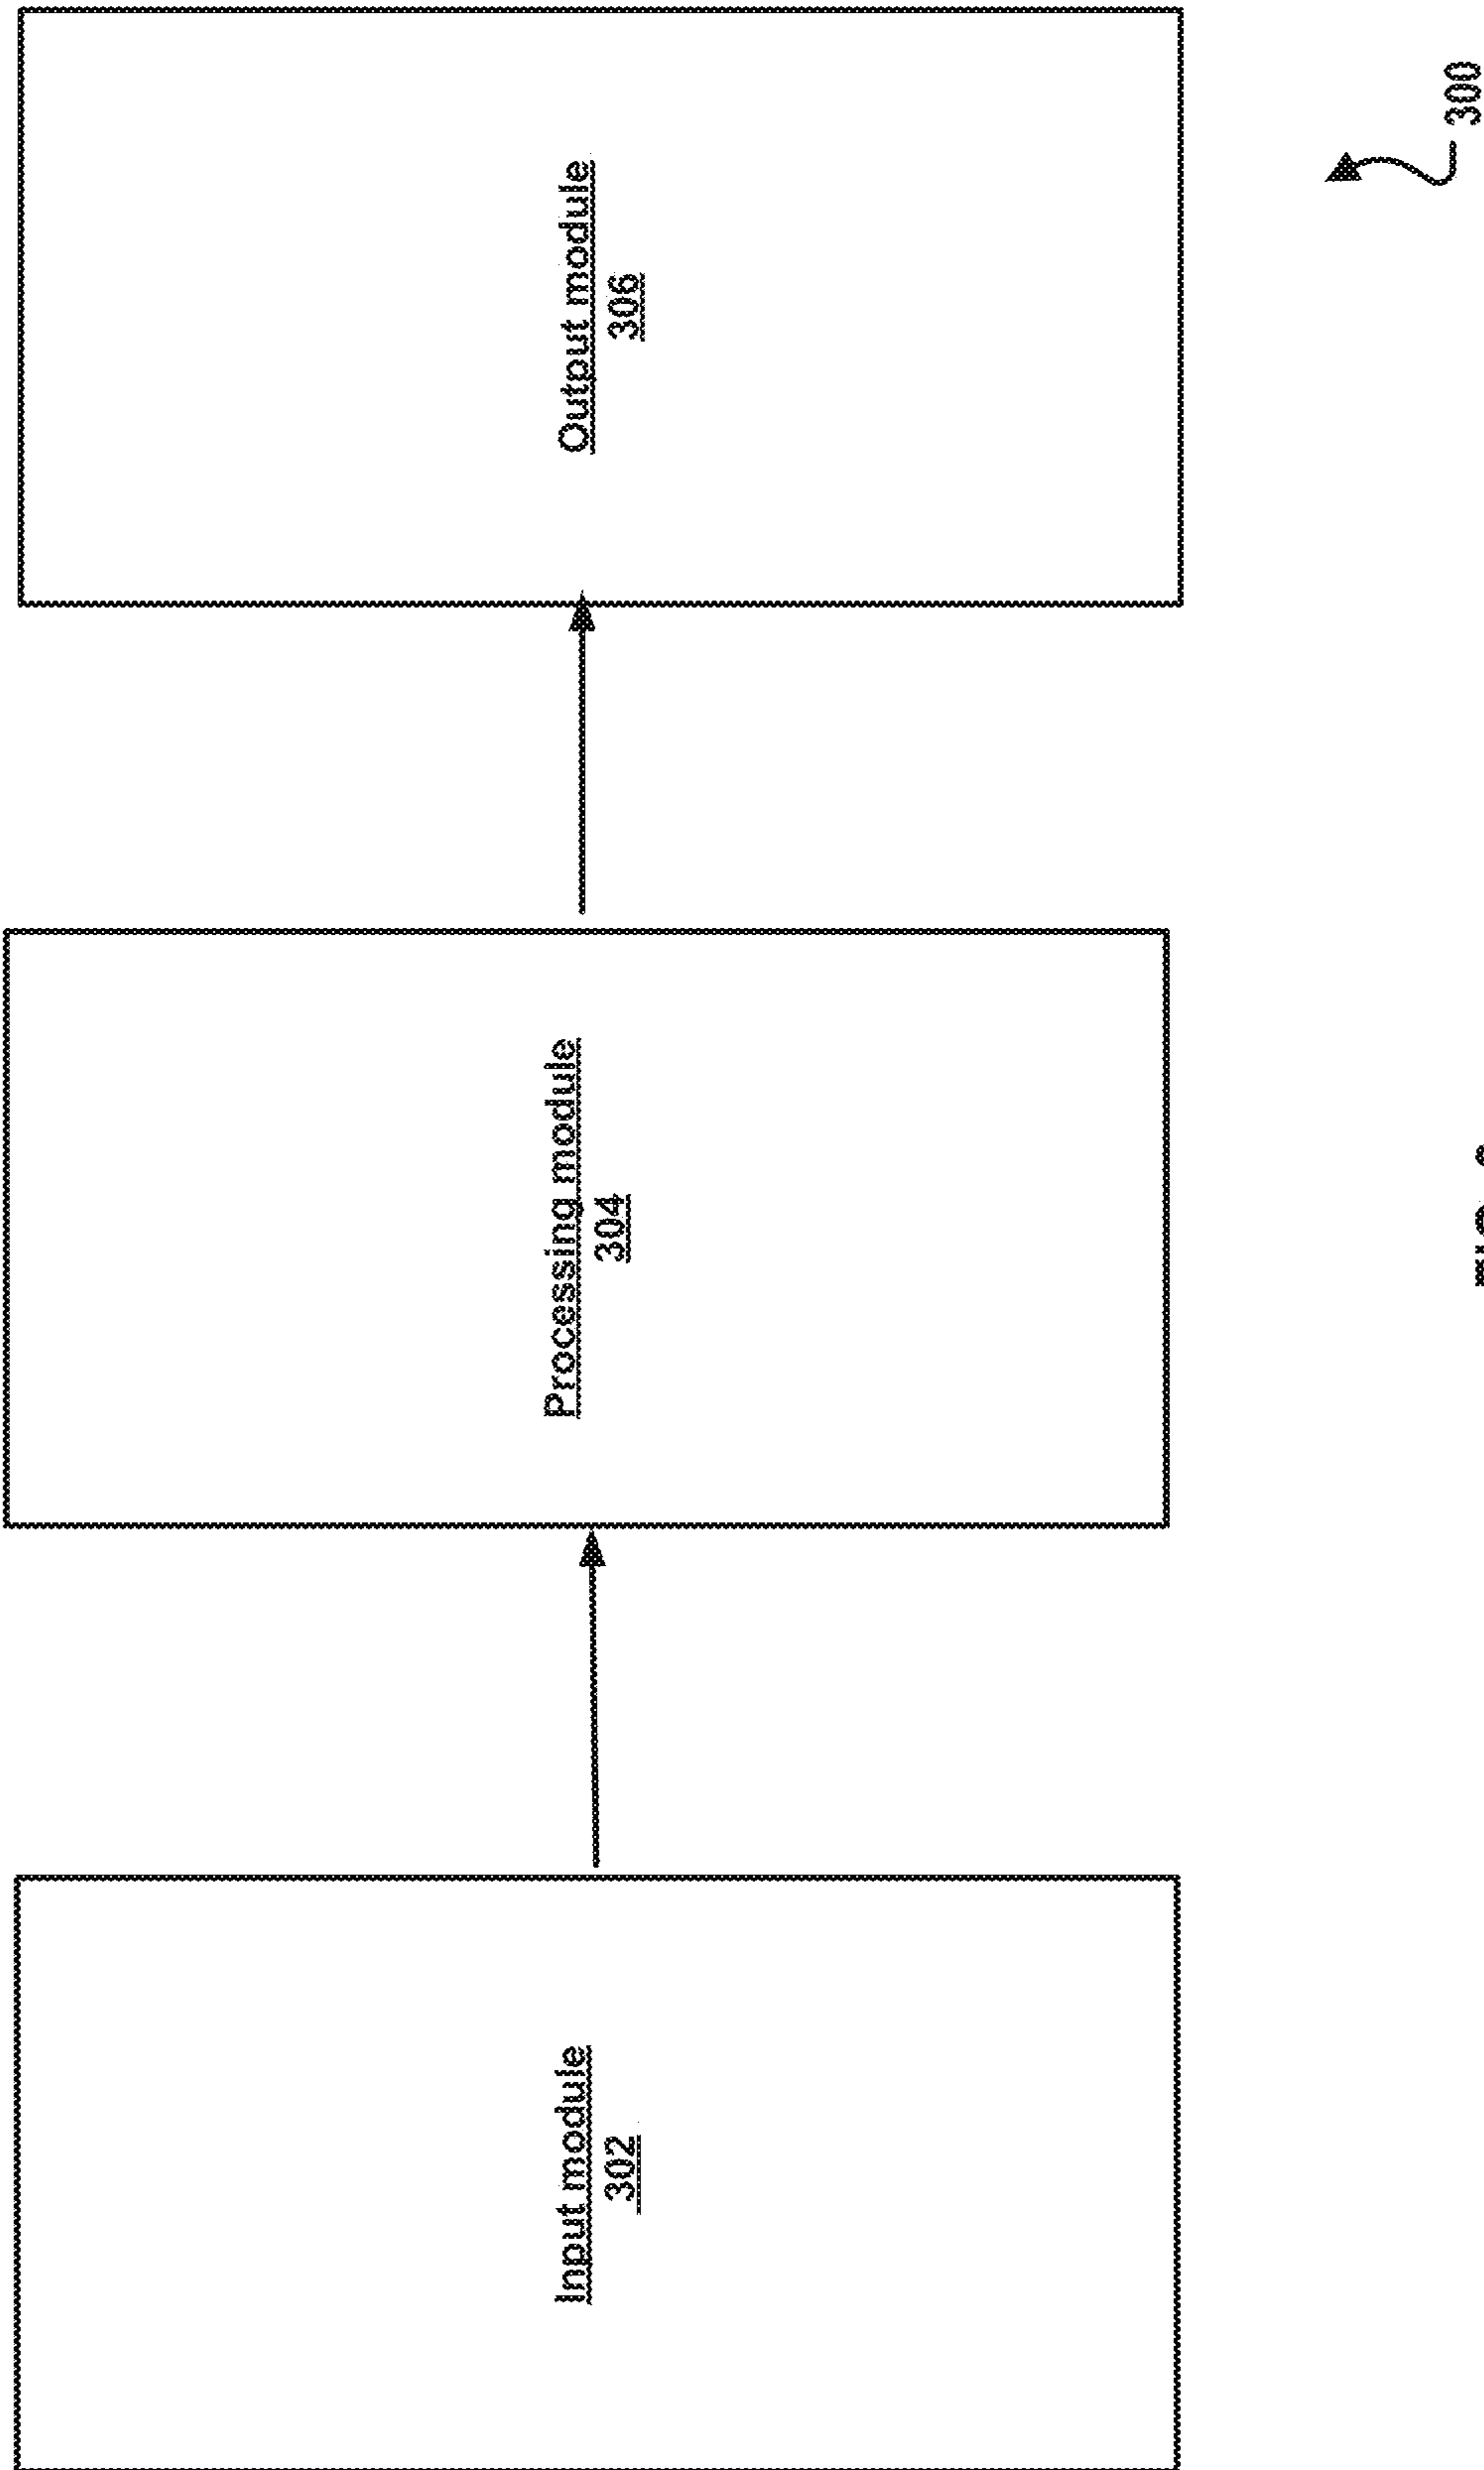 Input module
302
Processing module
304
Output module
306
300